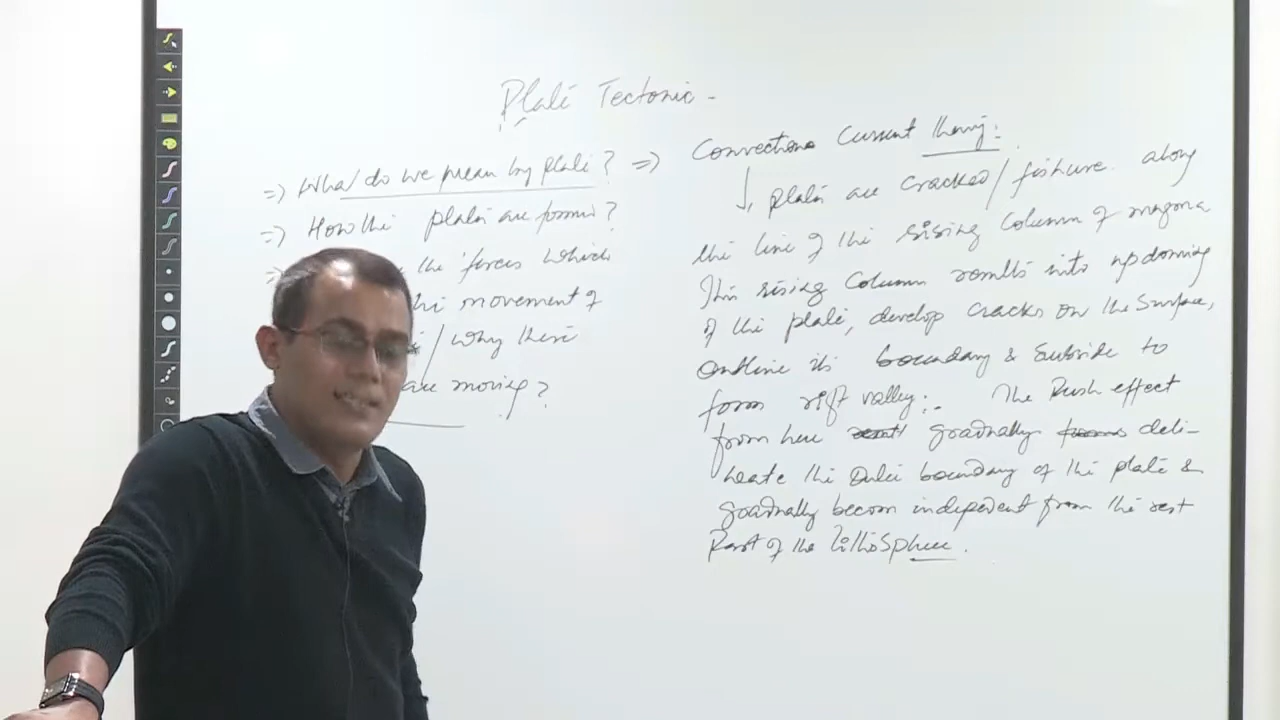 Plate Tectonic -
=> What do we mean by plate?
=> How the plates are formed?
the forces which
the movement of
/ why these
are moving?
=> Convection Current theory:
↓ plates are cracked / fishure along
the line of the rising column of magma
This rising column results into updoming
of the plate, develop cracks on the surface,
outline its boundary & subside to
form rift valley. The Push effect
from here gradually deli-
neate the outer boundary of the plate &
gradually become independent from the rest
Part of the lithosphere.